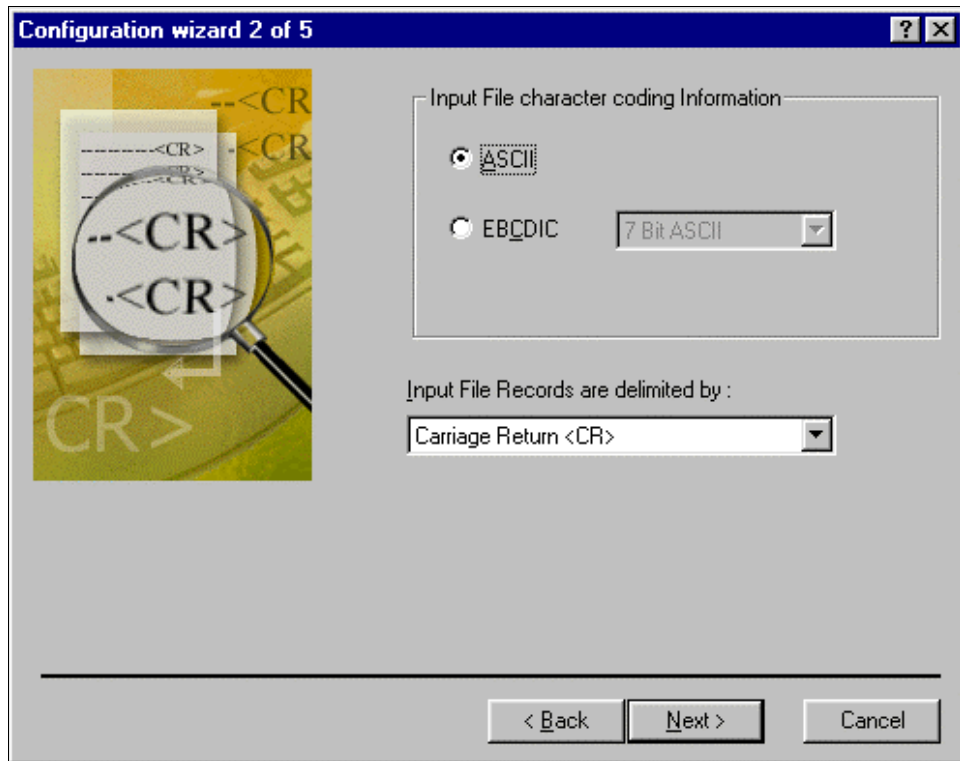 Configuration wizard 2 of 5
--<CR
-<CR
---------<CR>
<CR>
--<CR>
.<CR>
CR>
Input File character coding Information
ASCII
EBCDIC
7 Bit ASCII
Input File Records are delimited by :
Carriage Return <CR>
< Back
Next >
Cancel